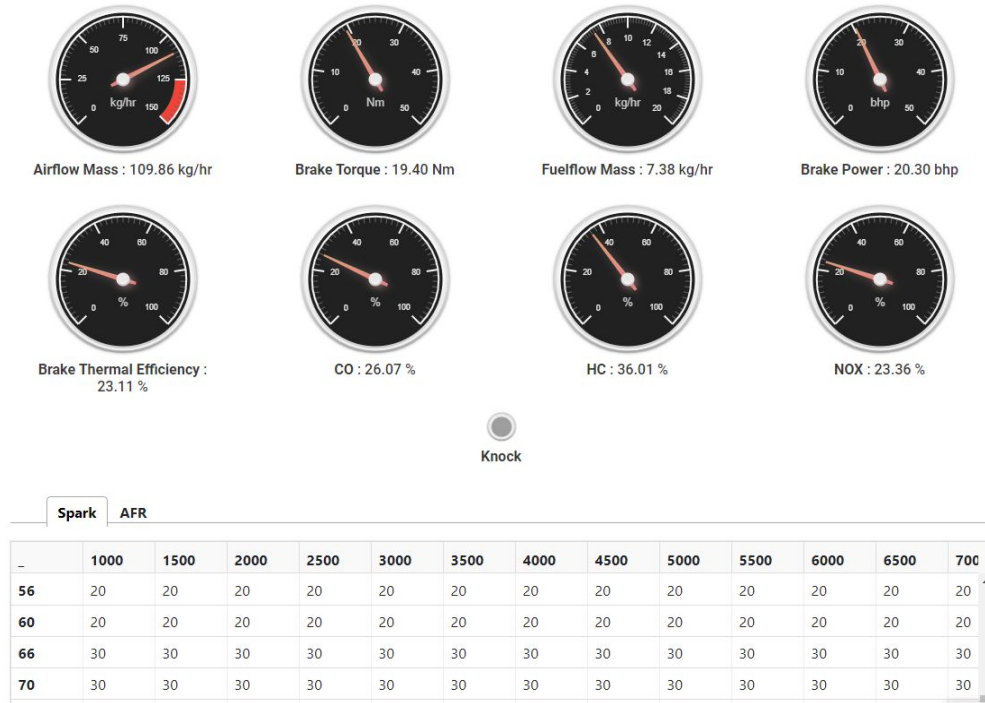 0 25 50 75 100 125 150 kg/hr
0 10 20 30 40 50 Nm
0 2 4 6 8 10 12 14 16 18 20 kg/hr
0 10 20 30 40 50 bhp
Airflow Mass : 109.86 kg/hr
Brake Torque : 19.40 Nm
Fuelflow Mass : 7.38 kg/hr
Brake Power : 20.30 bhp
0 20 40 60 80 100 %
0 20 40 60 80 100 %
0 20 40 60 80 100 %
0 20 40 60 80 100 %
Brake Thermal Efficiency :
23.11 %
CO : 26.07 %
HC : 36.01 %
NOX : 23.36 %
Knock
Spark AFR
_ 1000 1500 2000 2500 3000 3500 4000 4500 5000 5500 6000 6500 700
56 20 20 20 20 20 20 20 20 20 20 20 20 20
60 20 20 20 20 20 20 20 20 20 20 20 20 20
66 30 30 30 30 30 30 30 30 30 30 30 30 30
70 30 30 30 30 30 30 30 30 30 30 30 30 30